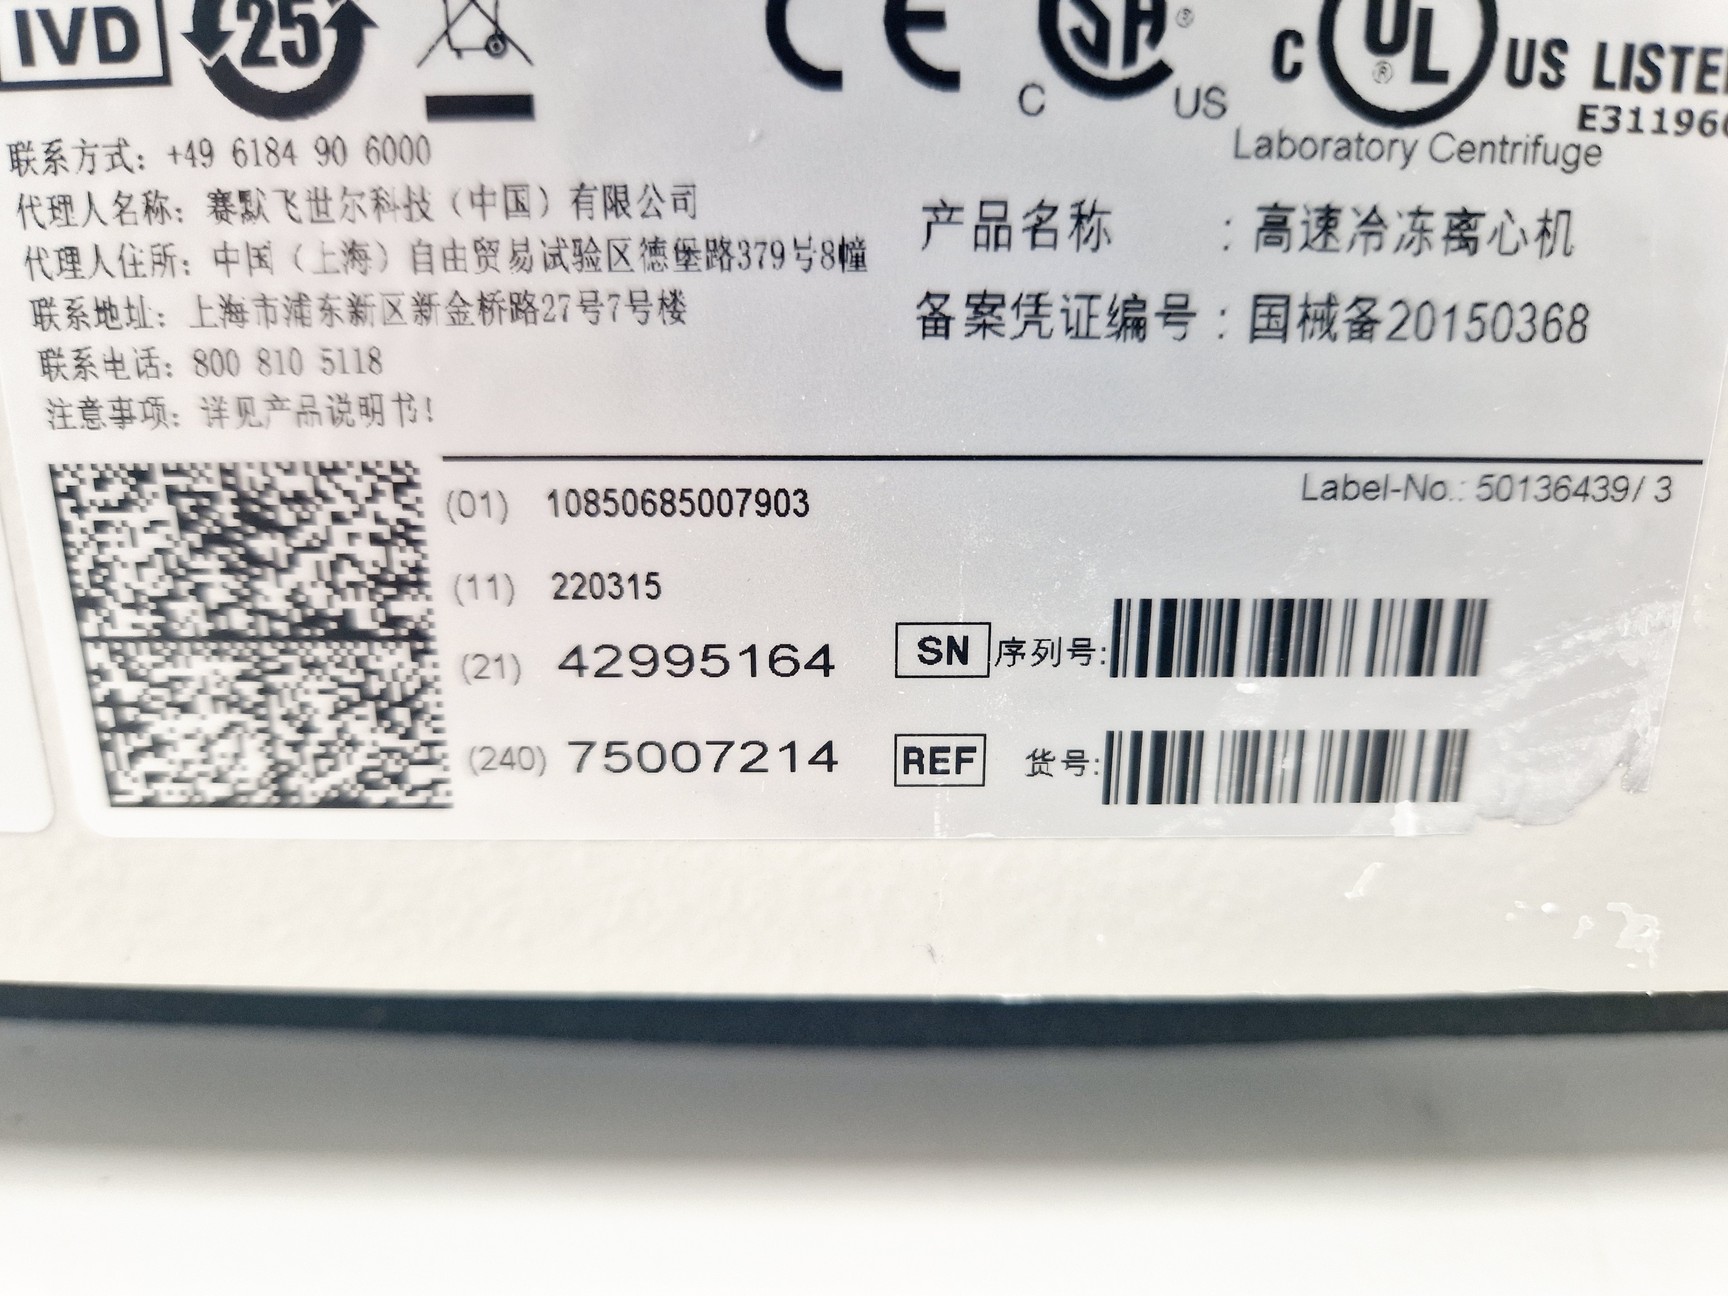 IVD
25
CE
SA® C US
C UL® US LISTE
E31196
Laboratory Centrifuge
联系方式：+49 6184 90 6000
代理人名称：赛默飞世尔科技（中国）有限公司
代理人住所：中国（上海）自由贸易试验区德堡路379号8幢
联系地址：上海市浦东新区新金桥路27号7号楼
联系电话：800 810 5118
注意事项：详见产品说明书！
产品名称：高速冷冻离心机
备案凭证编号：国械备20150368
Label-No.: 50136439/ 3
(01) 10850685007903
(11) 220315
(21) 42995164
SN 序列号:
(240) 75007214
REF 货号: